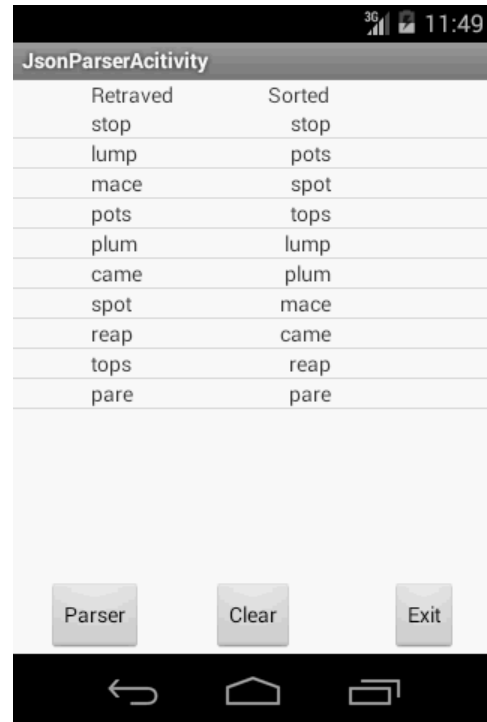 3G 11:49
JsonParserAcitivity
Retraved Sorted
stop stop
lump pots
mace spot
pots tops
plum lump
came plum
spot mace
reap came
tops reap
pare pare
Parser Clear Exit